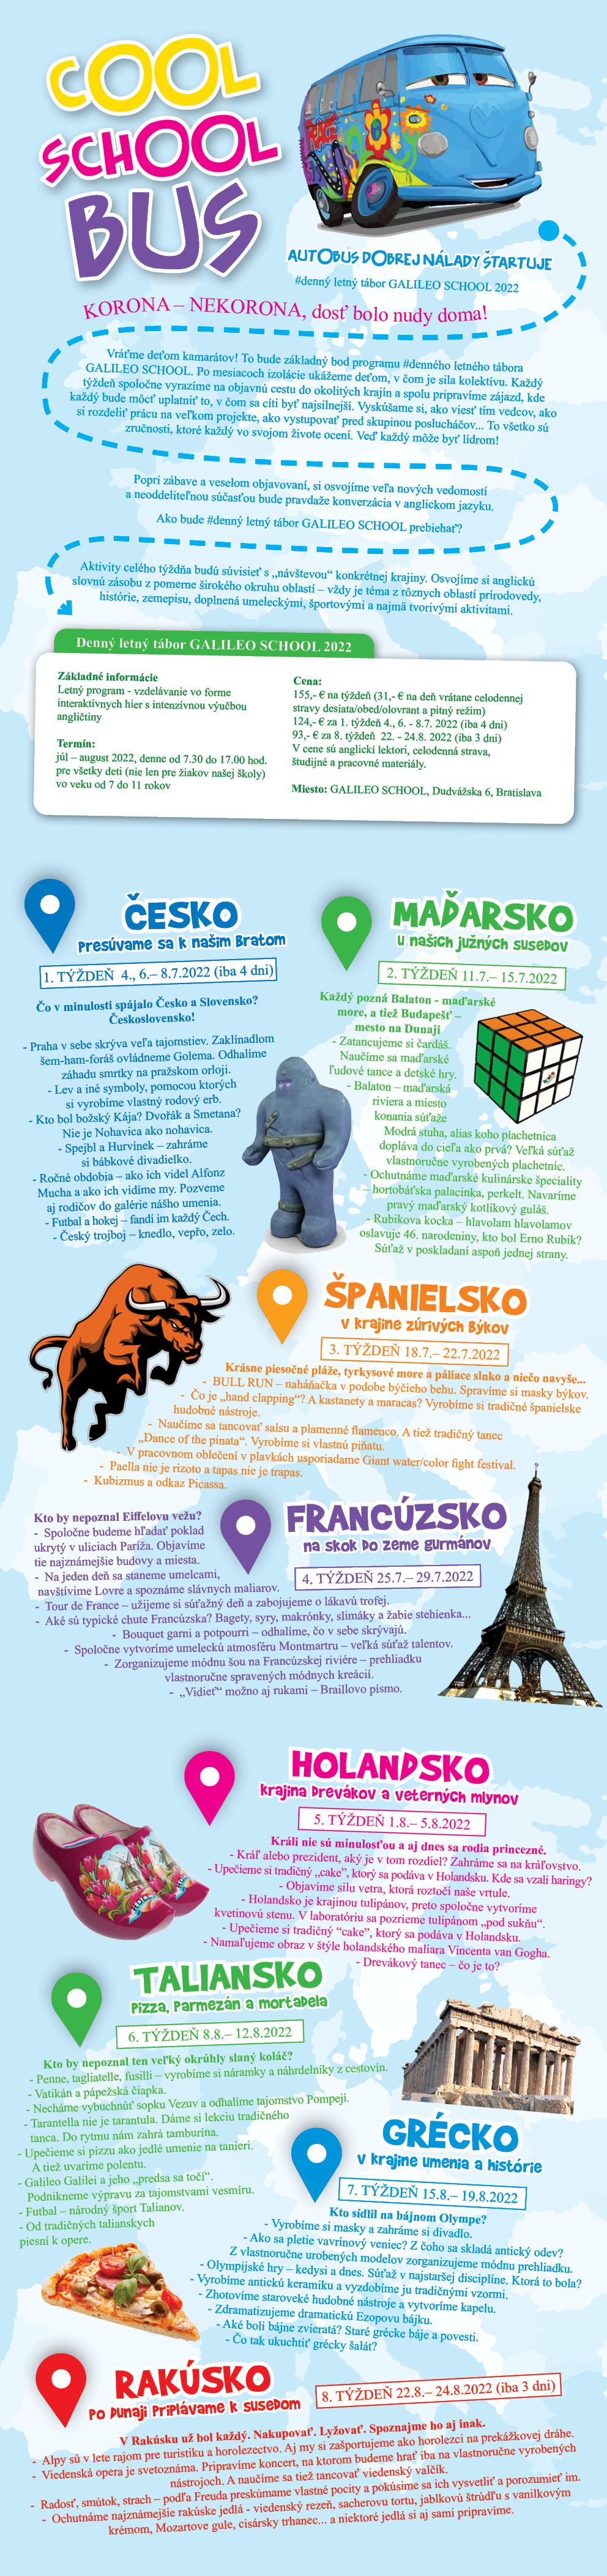 COOL
SCHOOL
BUS
AUTOBUS DOBREJ NÁLADY ŠTARTUJE
#denný letný tábor GALILEO SCHOOL 2022
KORONA – NEKORONA, dosť bolo nudy doma!
Vráťme deťom kamarátov! To bude základný bod programu #denného letného tábora
GALILEO SCHOOL. Po mesiacoch izolácie ukážeme deťom, v čom je sila kolektívu. Každý
týždeň spoločne vyrazíme na objavnú cestu do okolitých krajín a spolu pripravíme zájazd, kde
každý bude môcť uplatniť to, v čom sa cíti byť najsilnejší. Vyskúšame si, ako viesť tím vedcov, ako
si rozdeliť prácu na veľkom projekte, ako vystupovať pred skupinou poslucháčov... To všetko sú
zručnosti, ktoré každý vo svojom živote ocení. Veď každý môže byť lídrom!
Popri zábave a veselom objavovaní, si osvojíme veľa nových vedomostí
a neoddeliteľnou súčasťou bude pravdaže konverzácia v anglickom jazyku.
Ako bude #denný letný tábor GALILEO SCHOOL prebiehať?
Aktivity celého týždňa budú súvisieť s „návštevou“ konkrétnej krajiny. Osvojíme si anglickú
slovnú zásobu z pomerne širokého okruhu oblastí – vždy je téma z rôznych oblastí prírodovedy,
histórie, zemepisu, doplnená umeleckými, športovými a najmä tvorivými aktivitami.
Denný letný tábor GALILEO SCHOOL 2022
Základné informácie
Letný program - vzdelávanie vo forme
interaktívnych hier s intenzívnou výučbou
angličtiny
Termín:
júl – august 2022, denne od 7.30 do 17.00 hod.
pre všetky deti (nie len pre žiakov našej školy)
vo veku od 7 do 11 rokov
Cena:
155,- € na týždeň (31,- € na deň vrátane celodennej
stravy desiata/obed/olovrant a pitný režim)
124,- € za 1. týždeň 4., 6. - 8.7. 2022 (iba 4 dni)
93,- € za 8. týždeň 22. - 24.8. 2022 (iba 3 dni)
V cene sú anglickí lektori, celodenná strava,
študijné a pracovné materiály.
Miesto: GALILEO SCHOOL, Dudvážska 6, Bratislava
ČESKO
presúvame sa k našim Bratom
1. TÝŽDEŇ 4., 6.– 8.7.2022 (iba 4 dni)
Čo v minulosti spájalo Česko a Slovensko?
Československo!
- Praha v sebe skrýva veľa tajomstiev. Zaklínadlom
šem-ham-foráš ovládneme Golema. Odhalíme
záhadu smrtky na pražskom orloji.
- Lev a iné symboly, pomocou ktorých
si vyrobíme vlastný rodový erb.
- Kto bol božský Kája? Dvořák a Smetana?
Nie je Nohavica ako nohavica.
- Spejbl a Hurvínek – zahráme
si bábkové divadielko.
- Ročné obdobia – ako ich videl Alfonz
Mucha a ako ich vidíme my. Pozveme
aj rodičov do galérie nášho umenia.
- Futbal a hokej – fandí im každý Čech.
- Český trojboj – knedlo, vepřo, zelo.
MAĎARSKO
u našich južných susedov
2. TÝŽDEŇ 11.7.– 15.7.2022
Každý pozná Balaton - maďarské
more, a tiež Budapešť –
mesto na Dunaji
- Zatancujeme si čardáš.
Naučíme sa maďarské
ľudové tance a detské hry.
- Balaton – maďarská
riviera a miesto
konania súťaže
Modrá stuha, alias koho plachetnica
dopláva do cieľa ako prvá? Veľká súťaž
vlastnoručne vyrobených plachetníc.
- Ochutnáme maďarské kulinárske špeciality
– hortobáťska palacinka, perkelt. Navaríme
pravý maďarský kotlíkový guláš.
- Rubikova kocka – hlavolam hlavolamov
oslavuje 46. narodeniny, kto bol Erno Rubik?
Súťaž v poskladaní aspoň jednej strany.
ŠPANIELSKO
v krajine zúrivých Býkov
3. TÝŽDEŇ 18.7.– 22.7.2022
Krásne piesočné pláže, tyrkysové more a páliace slnko a niečo navyše...
- BULL RUN – naháňačka v podobe býčieho behu. Spravíme si masky býkov.
- Čo je „hand clapping“? A kastanety a maracas? Vyrobíme si tradičné španielske
hudobné nástroje.
- Naučíme sa tancovať salsu a plamenné flamenco. A tiež tradičný tanec
„Dance of the pinata“. Vyrobíme si vlastnú piňatu.
- V pracovnom oblečení v plavkách usporiadame Giant water/color fight festival.
- Paella nie je rizoto a tapas nie je trapas.
- Kubizmus a odkaz Picassa.
FRANCÚZSKO
na skok do zeme gurmánov
4. TÝŽDEŇ 25.7.– 29.7.2022
Kto by nepoznal Eiffelovu vežu?
- Spoločne budeme hľadať poklad
ukrytý v uliciach Paríža. Objavíme
tie najznámejšie budovy a miesta.
- Na jeden deň sa staneme umelcami,
navštívime Lovre a spoznáme slávnych maliarov.
- Tour de France – užijeme si súťažný deň a zabojujeme o lákavú trofej.
- Aké sú typické chute Francúzska? Bagety, syry, makrónky, slimáky a žabie stehienka...
- Bouquet garni a potpourri – odhalíme, čo v sebe skrývajú.
- Spoločne vytvoríme umeleckú atmosféru Montmartru – veľká súťaž talentov.
- Zorganizujeme módnu šou na Francúzskej riviére – prehliadku
vlastnoručne spravených módnych kreácií.
- „Vidieť“ možno aj rukami – Braillovo písmo.
HOLANDSKO
krajina Drevákov a veterných mlynov
5. TÝŽDEŇ 1.8.– 5.8.2022
Králi nie sú minulosťou a aj dnes sa rodia princezné.
- Kráľ alebo prezident, aký je v tom rozdiel? Zahráme sa na kráľovstvo.
- Upečieme si tradičný „cake”, ktorý sa podáva v Holandsku. Kde sa vzali haringy?
- Objavíme silu vetra, ktorá roztočí naše vrtule.
- Holandsko je krajinou tulipánov, preto spoločne vytvoríme
kvetinovú stenu. V laboratóriu sa pozrieme tulipánom „pod sukňu“.
- Upečieme si tradičný “cake”, ktorý sa podáva v Holandsku.
- Namaľujeme obraz v štýle holandského maliara Vincenta van Gogha.
- Drevákový tanec – čo je to?
TALIANSKO
Pizza, Parmezán a mortadela
6. TÝŽDEŇ 8.8.– 12.8.2022
Kto by nepoznal ten veľký okrúhly slaný koláč?
- Penne, tagliatelle, fusilli – vyrobíme si náramky a náhrdelníky z cestovín.
- Vatikán a pápežská čiapka.
- Necháme vybuchnúť sopku Vezuv a odhalíme tajomstvo Pompejí.
- Tarantella nie je tarantula. Dáme si lekciu tradičného
tanca. Do rytmu nám zahrá tamburína.
- Upečieme si pizzu ako jedlé umenie na tanieri.
A tiež uvaríme polentu.
- Galileo Galilei a jeho „predsa sa točí“.
Podnikneme výpravu za tajomstvami vesmíru.
- Futbal – národný šport Talianov.
- Od tradičných talianskych
piesní k opere.
GRÉCKO
v krajine umenia a histórie
7. TÝŽDEŇ 15.8.– 19.8.2022
Kto sídlil na bájnom Olympe?
- Vyrobíme si masky a zahráme si divadlo.
- Ako sa pletie vavrínový veniec? Z čoho sa skladá antický odev?
Z vlastnoručne urobených modelov zorganizujeme módnu prehliadku.
- Olympijské hry – kedysi a dnes. Súťaž v najstaršej disciplíne. Ktorá to bola?
- Vyrobíme antickú keramiku a vyzdobíme ju tradičnými vzormi.
- Zhotovíme staroveké hudobné nástroje a vytvoríme kapelu.
- Zdramatizujeme dramatickú Ezopovu bájku.
- Aké boli bájne zvieratá? Staré grécke báje a povesti.
- Čo tak ukuchtiť grécky šalát?
RAKÚSKO
Po Dunaji priplávame k susedom
8. TÝŽDEŇ 22.8.– 24.8.2022 (iba 3 dni)
V Rakúsku už bol každý. Nakupovať. Lyžovať. Spoznajme ho aj inak.
- Alpy sú v lete rajom pre turistiku a horolezectvo. Aj my si zašportujeme ako horolezci na prekážkovej dráhe.
- Viedenská opera je svetoznáma. Pripravíme koncert, na ktorom budeme hrať iba na vlastnoručne vyrobených
nástrojoch. A naučíme sa tiež tancovať viedenský valčík.
- Radosť, smútok, strach – podľa Freuda preskúmame vlastné pocity a pokúsime sa ich vysvetliť a porozumieť im.
- Ochutnáme najznámejšie rakúske jedlá - viedenský rezeň, sacherovu tortu, jablkovú štrúdľu s vanilkovým
krémom, Mozartove gule, cisársky trhanec... a niektoré jedlá si aj sami pripravíme.